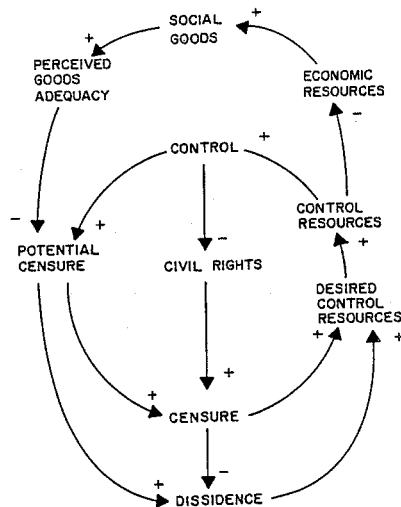 SOCIAL
GOODS
+
+
PERCEIVED
GOODS
ADEQUACY
ECONOMIC
RESOURCES
−
CONTROL
+
+
−
CONTROL
RESOURCES
+
POTENTIAL
CENSURE
−
CIVIL RIGHTS
DESIRED
CONTROL
RESOURCES
+
+
+
+
CENSURE
−
+
DISSIDENCE